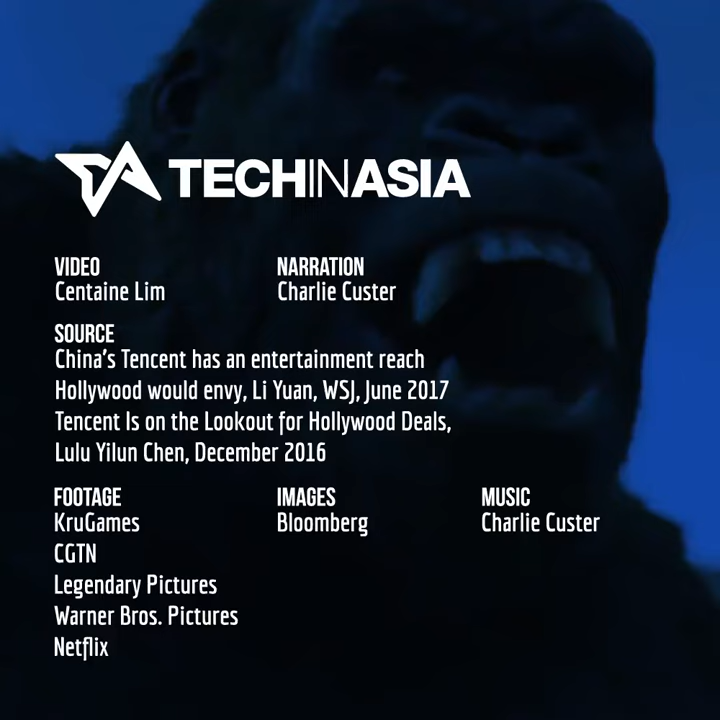 TECHINASIA
VIDEO
Centaine Lim
NARRATION
Charlie Custer
SOURCE
China's Tencent has an entertainment reach
Hollywood would envy, Li Yuan, WSJ, June 2017
Tencent Is on the Lookout for Hollywood Deals,
Lulu Yilun Chen, December 2016
FOOTAGE
KruGames
CGTN
Legendary Pictures
Warner Bros. Pictures
Netflix
IMAGES
Bloomberg
MUSIC
Charlie Custer